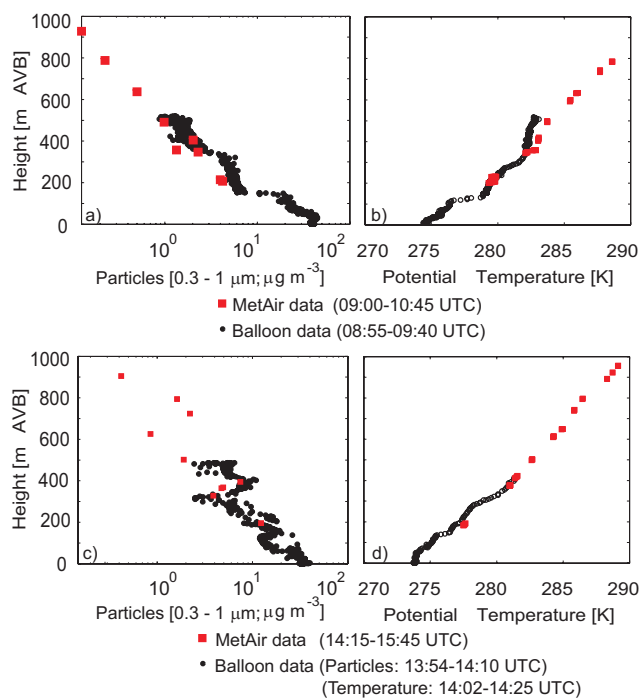 1000
800
600
400
200
0
Height [m AVB]
a)
b)
10^0 10^1 10^2
270 275 280 285 290
Particles [0.3 - 1 μm; μg m^-3]
Potential Temperature [K]
MetAir data (09:00-10:45 UTC)
Balloon data (08:55-09:40 UTC)
1000
800
600
400
200
0
Height [m AVB]
c)
d)
10^0 10^1 10^2
270 275 280 285 290
Particles [0.3 - 1 μm; μg m^-3]
Potential Temperature [K]
MetAir data (14:15-15:45 UTC)
Balloon data (Particles: 13:54-14:10 UTC)
(Temperature: 14:02-14:25 UTC)